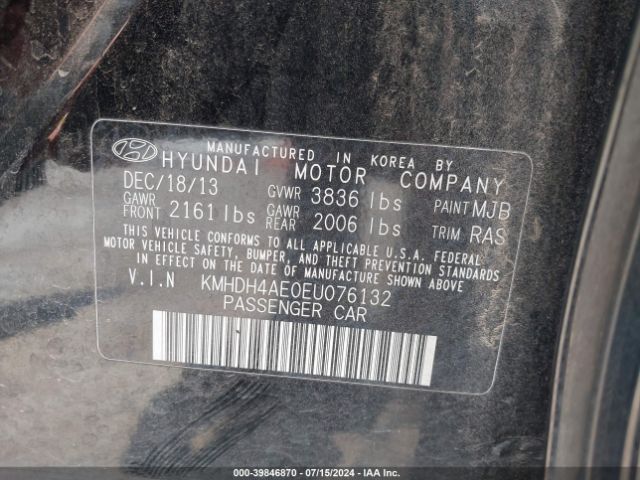 MANUFACTURED IN KOREA BY
HYUNDAI MOTOR COMPANY
DEC/18/13 GVWR 3836 lbs PAINT MJB
GAWR FRONT 2161 lbs GAWR REAR 2006 lbs TRIM RAS
THIS VEHICLE CONFORMS TO ALL APPLICABLE U.S.A. FEDERAL
MOTOR VEHICLE SAFETY, BUMPER, AND THEFT PREVENTION STANDARDS
IN EFFECT ON THE DATE OF MANUFACTURE SHOWN ABOVE
V.I.N KMHDH4AE0EU076132
PASSENGER CAR
000-39846870 - 07/15/2024 - IAA Inc.